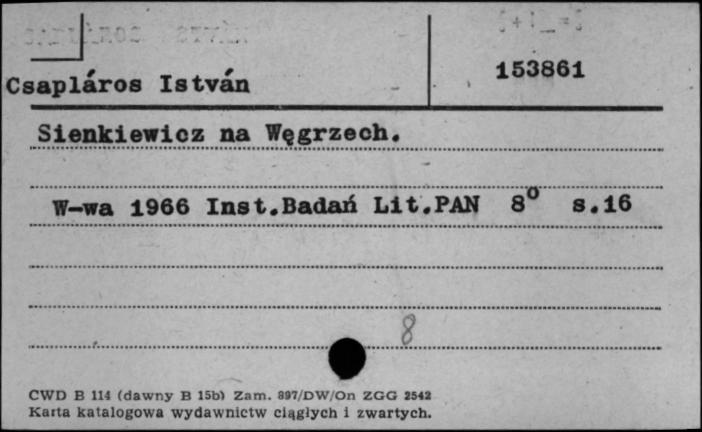 Csapláros István
153861
Sienkiewicz na Węgrzech.
W-wa 1966 Inst.Badań Lit.PAN 8º s.16
8
CWD B 114 (dawny B 15b) Zam. 897/DW/On ZGG 2542
Karta katalogowa wydawnictw ciągłych i zwartych.